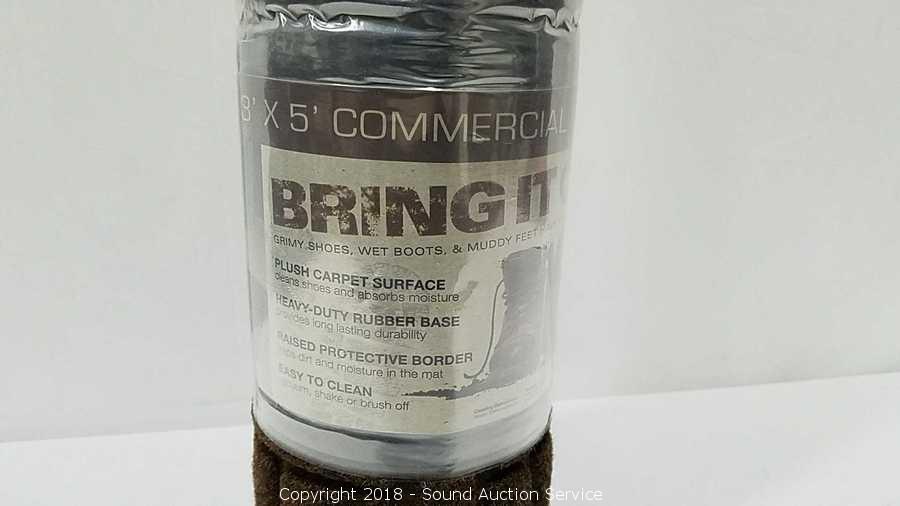 3' X 5' COMMERCIAL
BRING IT
GRIMY SHOES, WET BOOTS, & MUDDY FEET
PLUSH CARPET SURFACE
cleans shoes and absorbs moisture
HEAVY-DUTY RUBBER BASE
provides long lasting durability
RAISED PROTECTIVE BORDER
traps dirt and moisture in the mat
EASY TO CLEAN
shake or brush off
Copyright 2018 - Sound Auction Service